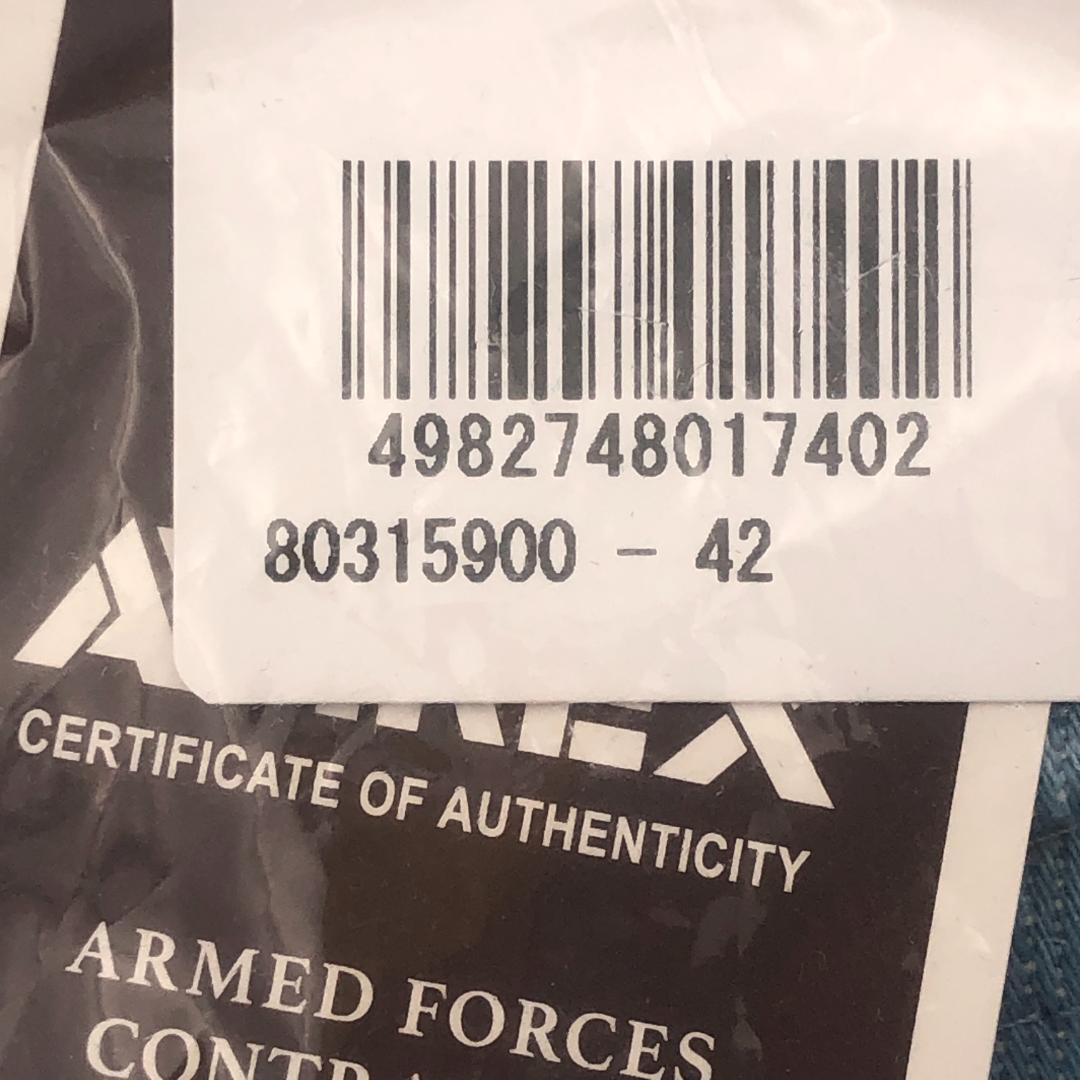 4982748017402
80315900 - 42
CERTIFICATE OF AUTHENTICITY
ARMED FORCES